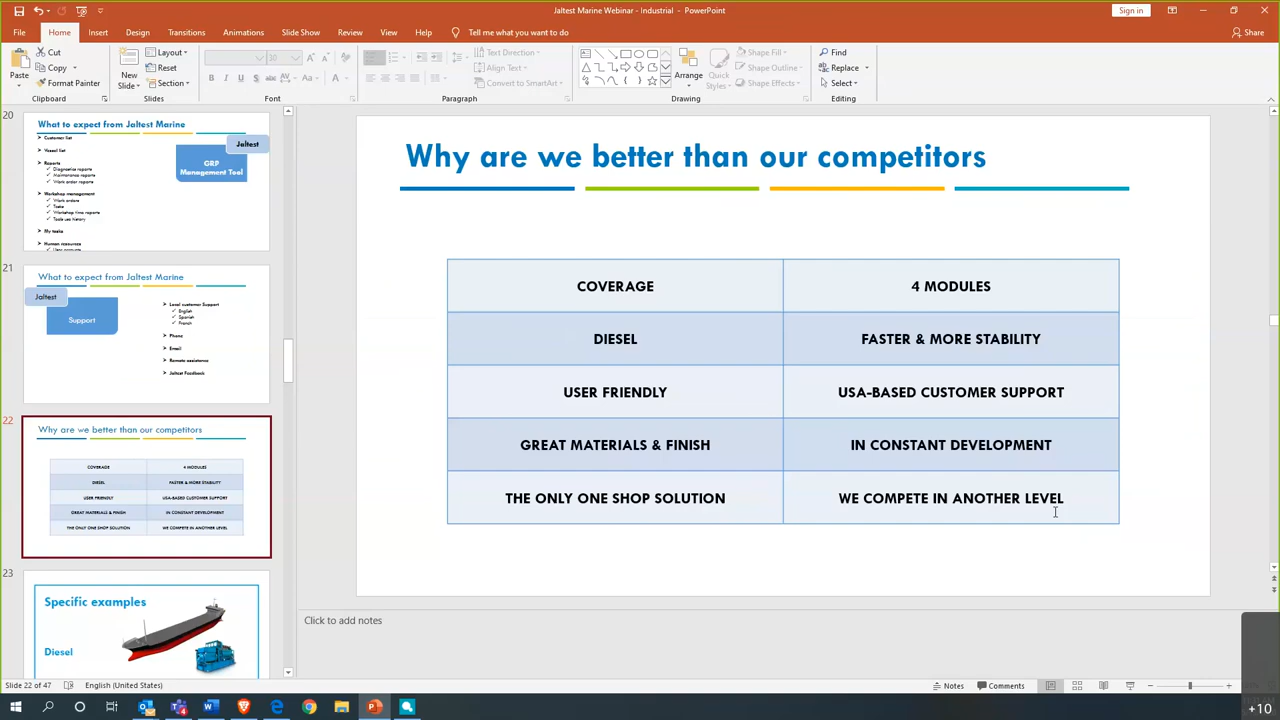 Jaltest Marine Webinar - Industrial - PowerPoint
Sign in
File Home Insert Design Transitions Animations Slide Show Review View Help Tell me what you want to do Share
Paste
Cut
Copy
Format Painter
Clipboard
New Slide
Layout
Reset
Section
Slides
10
Font
Text Direction
Align Text
Convert to SmartArt
Paragraph
Arrange
Quick Styles
Shape Fill
Shape Outline
Shape Effects
Drawing
Find
Replace
Select
Editing
20
What to expect from Jaltest Marine
Customer list
Vessel list
Reports
Diagnostics reports
Maintenance reports
Work order reports
Workshop management
Work orders
Tasks
Workshop time reports
Tools use history
My tasks
Human resources
Jaltest
GRP
Management Tool
21
What to expect from Jaltest Marine
Jaltest
Support
Level customer Support
English
Spanish
French
Phone
Email
Remote assistance
Jaltest Feedback
22
Why are we better than our competitors
COVERAGE 4 MODULES
DIESEL FASTER & MORE STABILITY
USER FRIENDLY USA-BASED CUSTOMER SUPPORT
GREAT MATERIALS & FINISH IN CONSTANT DEVELOPMENT
THE ONLY ONE SHOP SOLUTION WE COMPETE IN ANOTHER LEVEL
23
Specific examples
Diesel
Why are we better than our competitors
COVERAGE 4 MODULES
DIESEL FASTER & MORE STABILITY
USER FRIENDLY USA-BASED CUSTOMER SUPPORT
GREAT MATERIALS & FINISH IN CONSTANT DEVELOPMENT
THE ONLY ONE SHOP SOLUTION WE COMPETE IN ANOTHER LEVEL
Click to add notes
Slide 22 of 47 English (United States) Notes Comments
+10